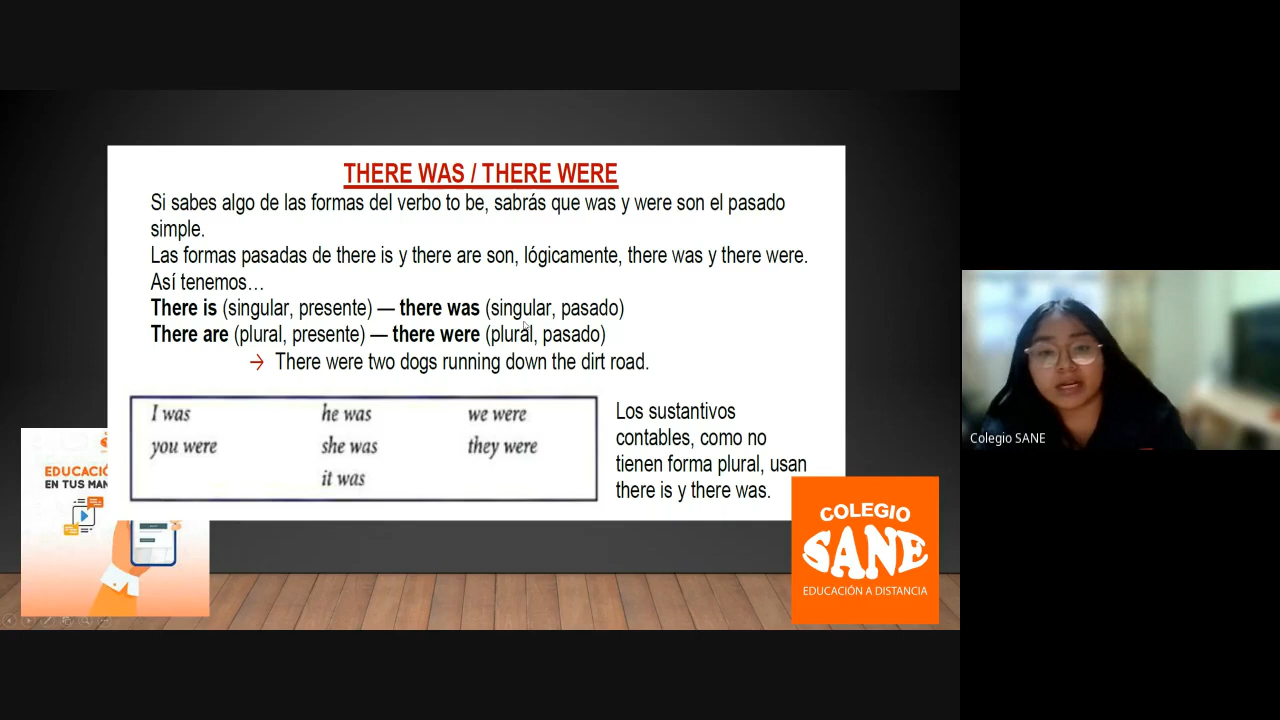 THERE WAS / THERE WERE
Si sabes algo de las formas del verbo to be, sabrás que was y were son el pasado
simple.
Las formas pasadas de there is y there are son, lógicamente, there was y there were.
Así tenemos…
There is (singular, presente) — there was (singular, pasado)
There are (plural, presente) — there were (plural, pasado)
→ There were two dogs running down the dirt road.
I was he was we were
you were she was they were
it was
Los sustantivos
contables, como no
tienen forma plural, usan
there is y there was.
EDUCACIÓ
EN TUS MAN
COLEGIO
SANE
EDUCACIÓN A DISTANCIA
Colegio SANE